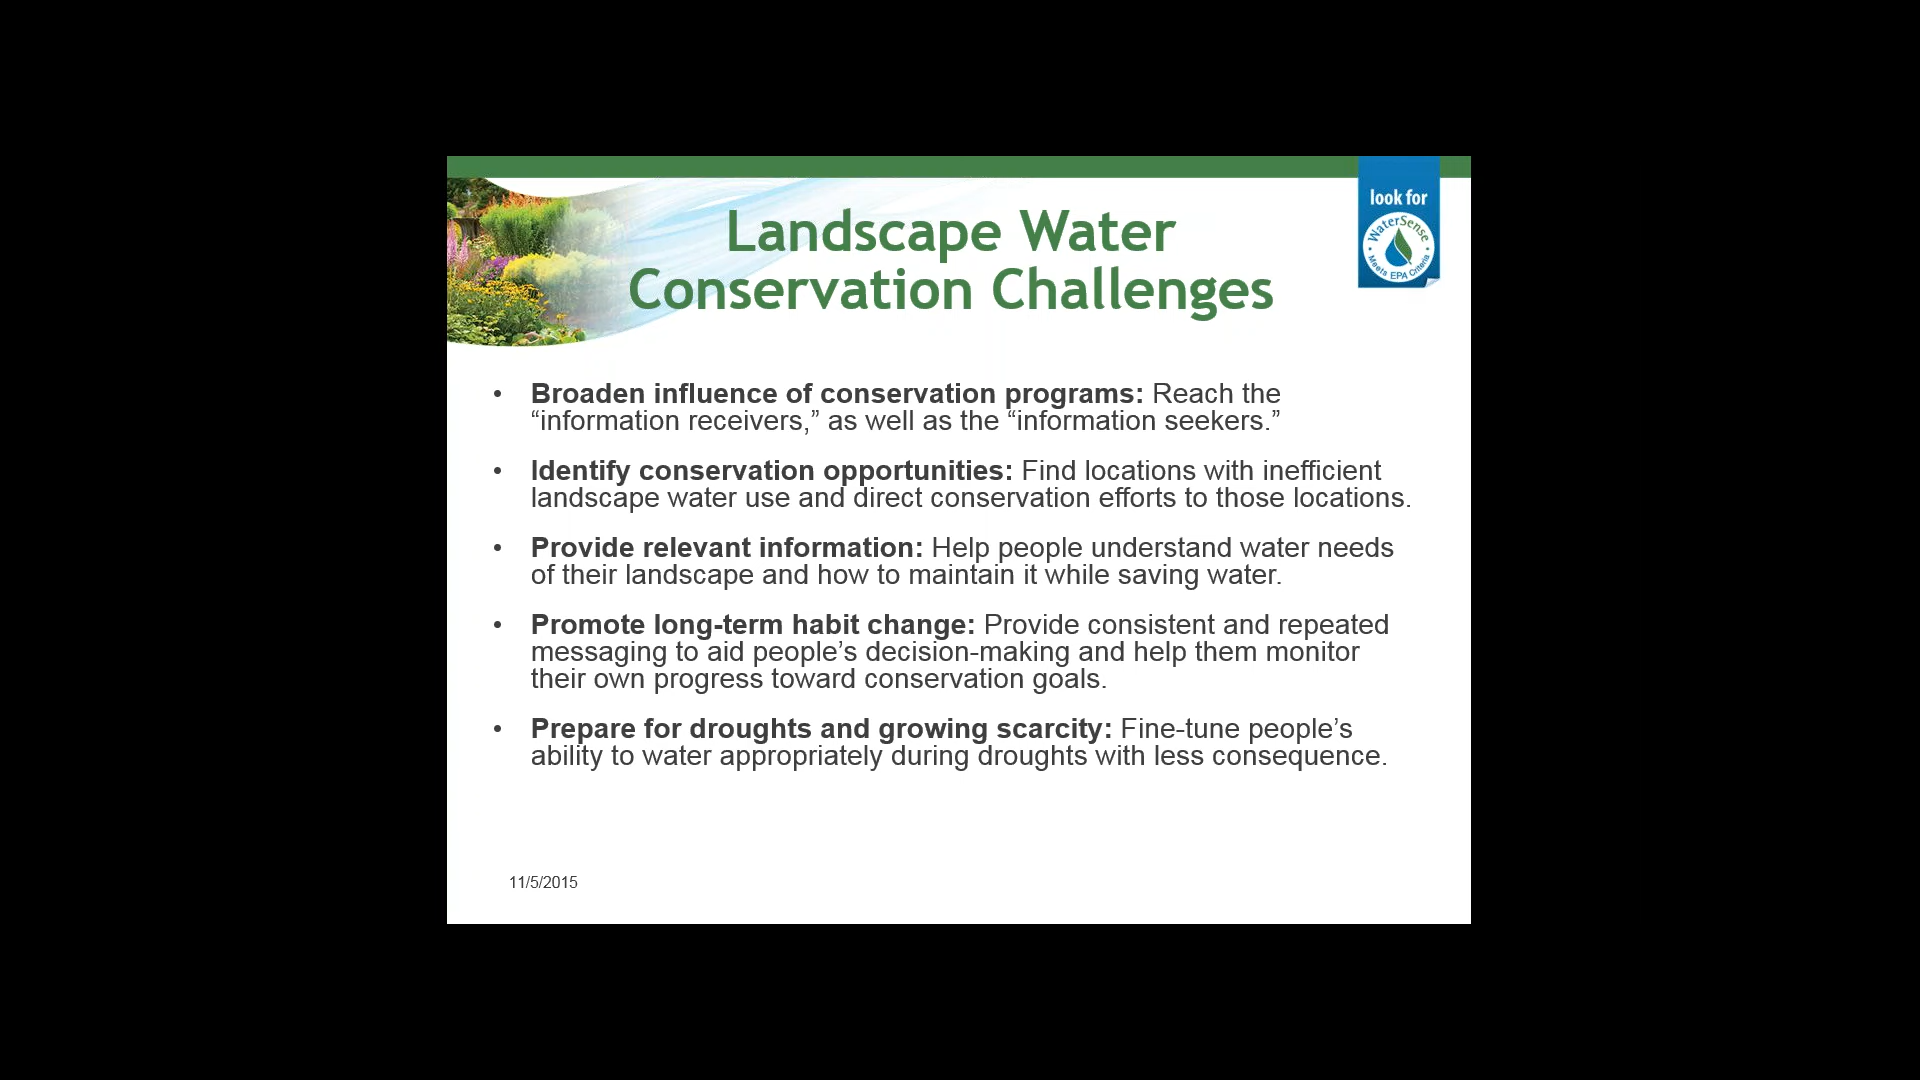 look for
WaterSense
Meets EPA Criteria
Landscape Water
Conservation Challenges
• Broaden influence of conservation programs: Reach the
“information receivers,” as well as the “information seekers.”
• Identify conservation opportunities: Find locations with inefficient
landscape water use and direct conservation efforts to those locations.
• Provide relevant information: Help people understand water needs
of their landscape and how to maintain it while saving water.
• Promote long-term habit change: Provide consistent and repeated
messaging to aid people’s decision-making and help them monitor
their own progress toward conservation goals.
• Prepare for droughts and growing scarcity: Fine-tune people’s
ability to water appropriately during droughts with less consequence.
11/5/2015